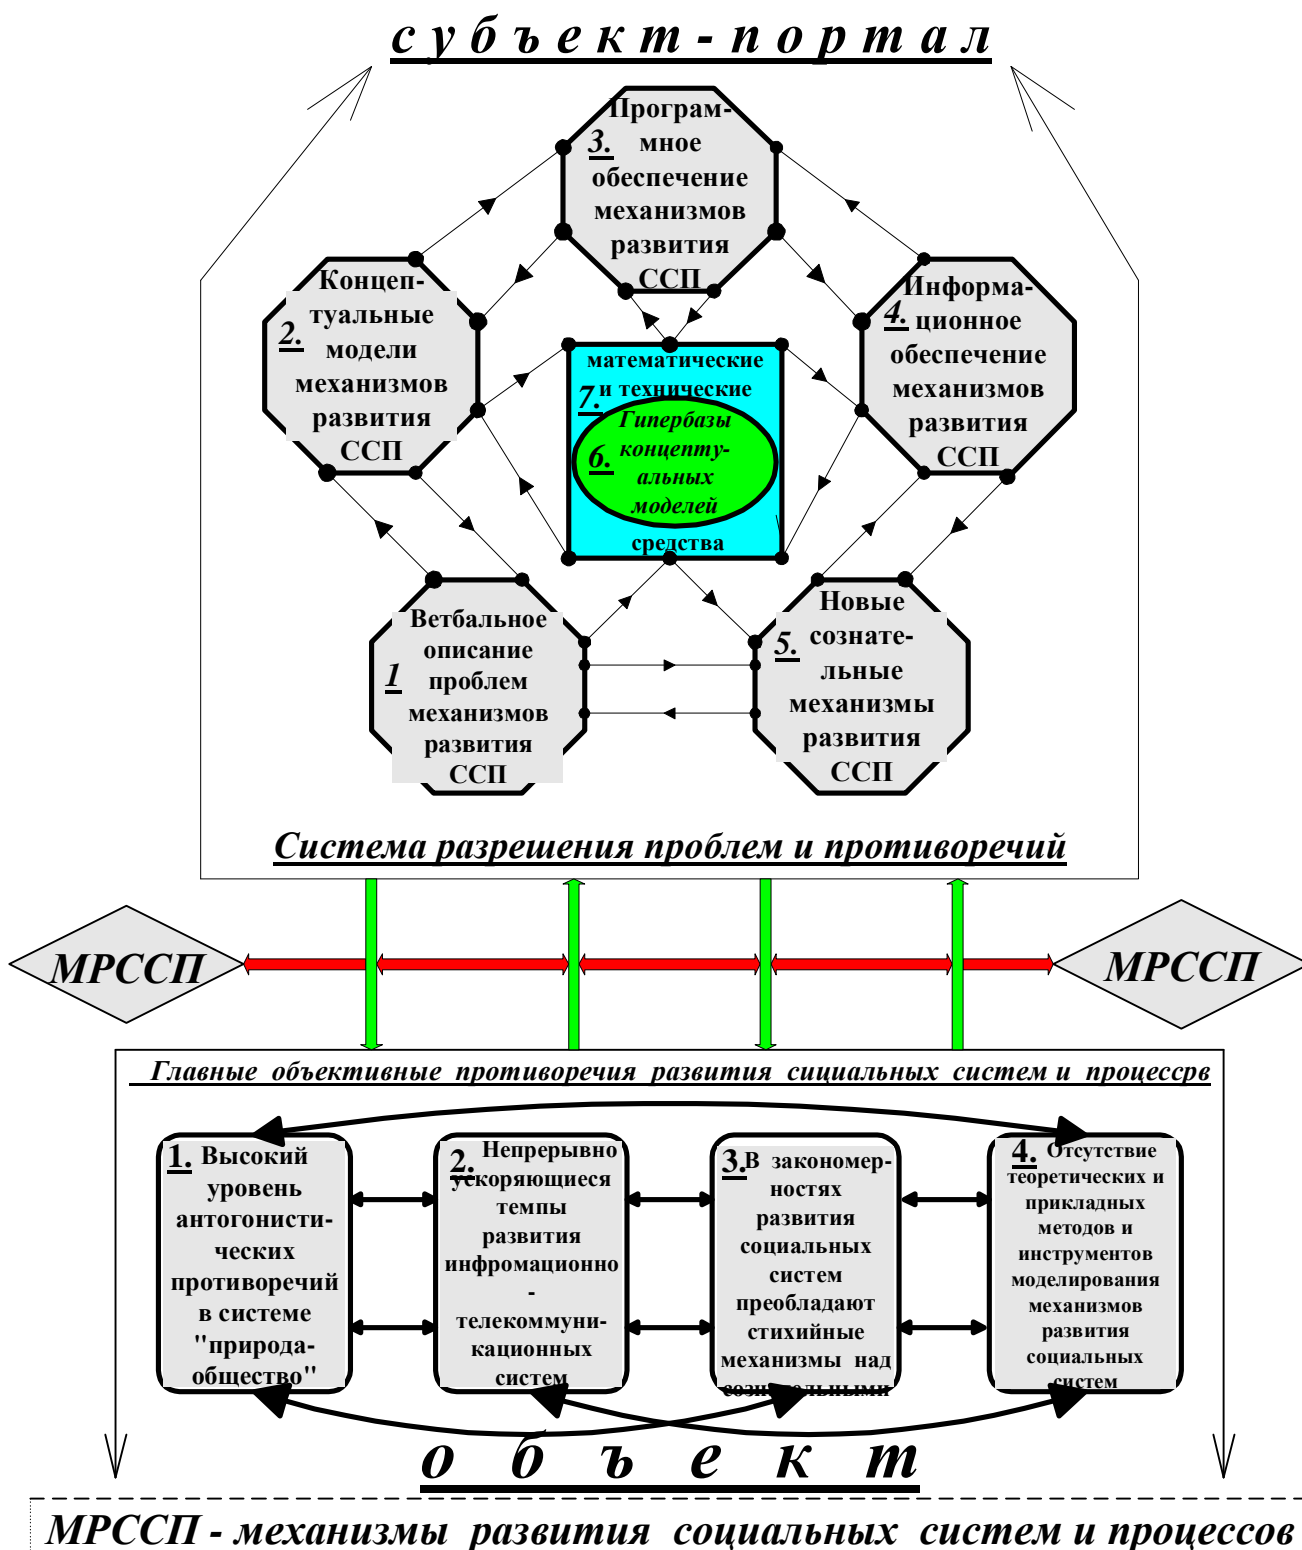 субъект-портал
3.
Програм-
мное
обеспечение
механизмов
развития
ССП
2.
Концеп-
туальные
модели
механизмов
развития
ССП
4.
Информа-
ционное
обеспечение
механизмов
развития
ССП
математические
7. и технические
6.
Гипербазы
концепту-
альных
моделей
средства
1
Ветбальное
описание
проблем
механизмов
развития
ССП
5.
Новые
сознате-
льные
механизмы
развития
ССП
Система разрешения проблем и противоречий
МРССП
МРССП
Главные объективные противоречия развития сициальных систем и процессрв
1. Высокий
уровень
антогонисти-
ческих
противоречий
в системе
"природа-
общество"
2. Непрерывно
ускоряющиеся
темпы
развития
инфромационно
-
телекоммуни-
кационных
систем
3. В закономер-
ностях
развития
социальных
систем
преобладают
стихийные
механизмы над
сознательными
4. Отсутствие
теоретических и
прикладных
методов и
инструментов
моделирования
механизмов
развития
социальных
систем
объект
МРССП - механизмы развития социальных систем и процессов